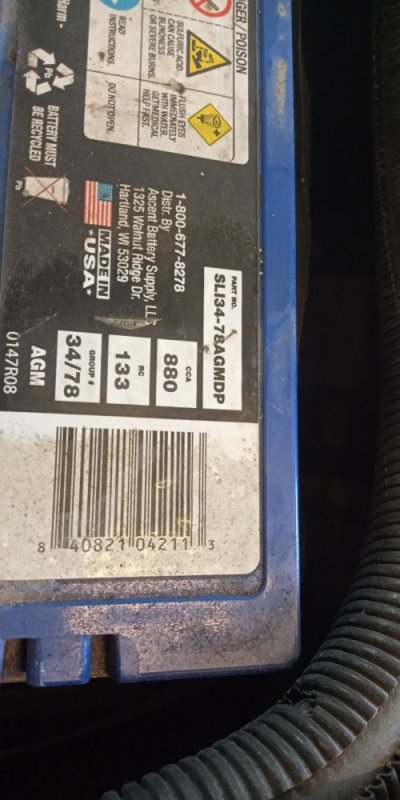 GER / POISON
SULFURIC ACID
CAN CAUSE
BLINDNESS
OR SEVERE BURNS.
FLUSH EYES
IMMEDIATELY
WITH WATER.
GET MEDICAL
HELP FAST.
Harm -
READ
INSTRUCTIONS.
DO NOT OPEN.
Pb
BATTERY MUST
BE RECYCLED
Pb
1-800-677-8278
Distr. By
Ascent Battery Supply, LL
1325 Walnut Ridge Dr.
Hartland, WI 53029
MADE IN
*USA*
PART NO.
SLI34-78AGMDP
CCA
880
RC
133
GROUP #
34/78
AGM
0147R08
8 40821 04211 3